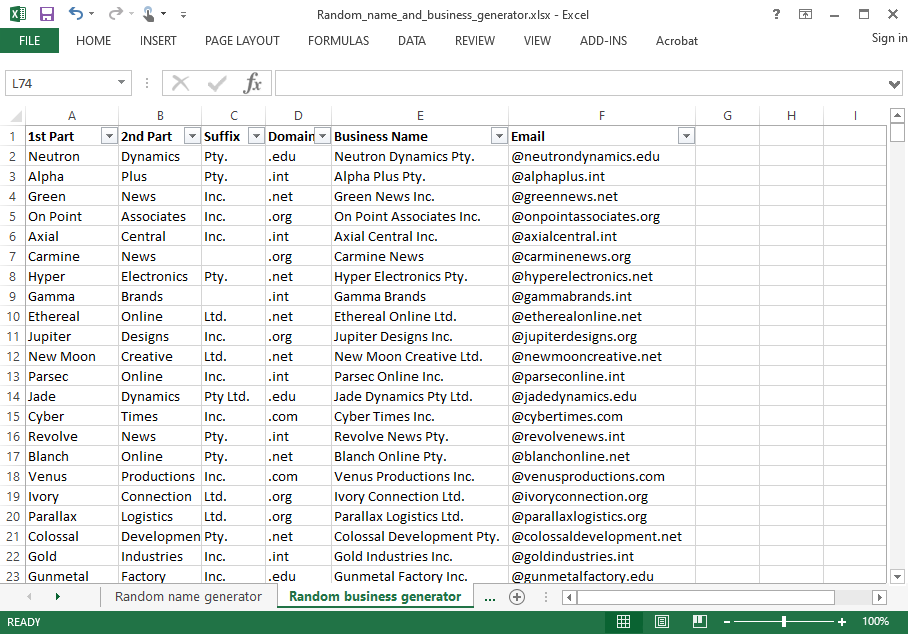 Random_name_and_business_generator.xlsx - Excel
?
FILE HOME INSERT PAGE LAYOUT FORMULAS DATA REVIEW VIEW ADD-INS Acrobat Sign in
L74 fx
A B C D E F G H I
1 1st Part 2nd Part Suffix Domain Business Name Email
2 Neutron Dynamics Pty. .edu Neutron Dynamics Pty. @neutrondynamics.edu
3 Alpha Plus Pty. .int Alpha Plus Pty. @alphaplus.int
4 Green News Inc. .net Green News Inc. @greennews.net
5 On Point Associates Inc. .org On Point Associates Inc. @onpointassociates.org
6 Axial Central Inc. .int Axial Central Inc. @axialcentral.int
7 Carmine News .org Carmine News @carminenews.org
8 Hyper Electronics Pty. .net Hyper Electronics Pty. @hyperelectronics.net
9 Gamma Brands .int Gamma Brands @gammabrands.int
10 Ethereal Online Ltd. .net Ethereal Online Ltd. @etherealonline.net
11 Jupiter Designs Inc. .org Jupiter Designs Inc. @jupiterdesigns.org
12 New Moon Creative Ltd. .net New Moon Creative Ltd. @newmooncreative.net
13 Parsec Online Inc. .int Parsec Online Inc. @parseconline.int
14 Jade Dynamics Pty Ltd. .edu Jade Dynamics Pty Ltd. @jadedynamics.edu
15 Cyber Times Inc. .com Cyber Times Inc. @cybertimes.com
16 Revolve News Pty. .int Revolve News Pty. @revolvenews.int
17 Blanch Online Pty. .net Blanch Online Pty. @blanchonline.net
18 Venus Productions Inc. .com Venus Productions Inc. @venusproductions.com
19 Ivory Connection Ltd. .org Ivory Connection Ltd. @ivoryconnection.org
20 Parallax Logistics Ltd. .org Parallax Logistics Ltd. @parallaxlogistics.org
21 Colossal Developmen Pty. .net Colossal Development Pty. @colossaldevelopment.net
22 Gold Industries Inc. .int Gold Industries Inc. @goldindustries.int
23 Gunmetal Factory Inc. .edu Gunmetal Factory Inc. @gunmetalfactory.edu
Random name generator Random business generator ...
READY 100%